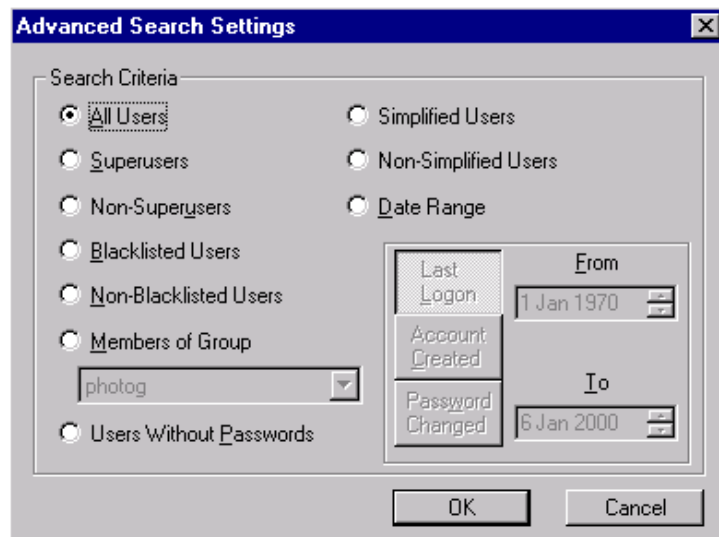 Advanced Search Settings
Search Criteria
All Users
Superusers
Non-Superusers
Blacklisted Users
Non-Blacklisted Users
Members of Group
photog
Users Without Passwords
Simplified Users
Non-Simplified Users
Date Range
Last
Logon
Account
Created
Password
Changed
From
1 Jan 1970
To
6 Jan 2000
OK
Cancel